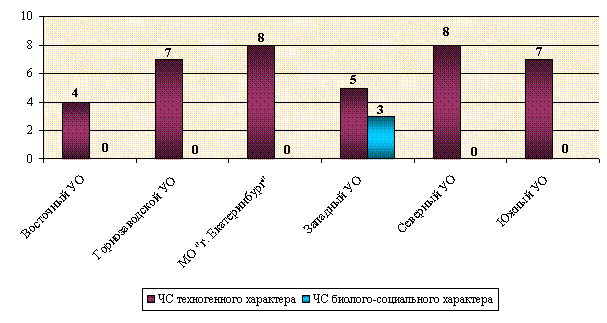 10
8
6
4
2
0
4
0
7
0
8
0
5
3
8
0
7
0
Восточный УО
Горнозаводской УО
МО "г. Екатеринбург"
Западный УО
Северный УО
Южный УО
ЧС техногенного характера ЧС биолого-социального характера